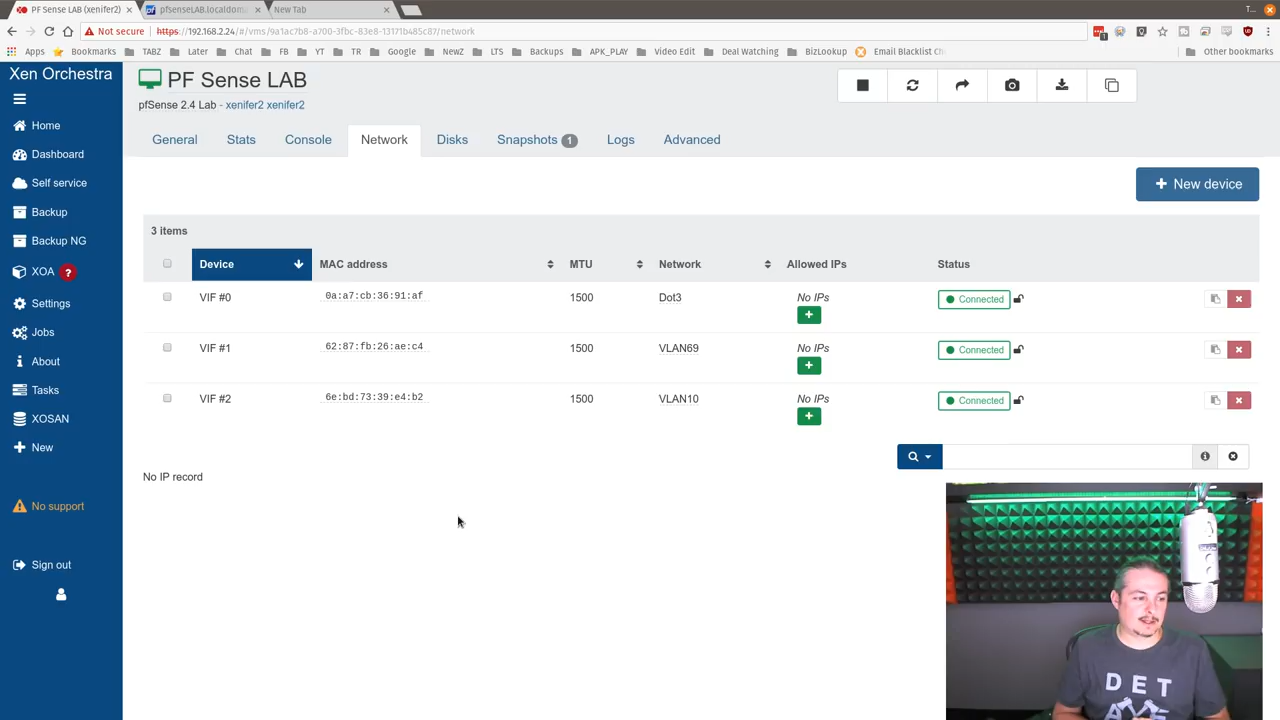 PF Sense LAB (xenifer2)
pfsenseLAB.localdom
New Tab
T...
Not secure
https://192.168.2.24/#/vms/9a1ac7b8-a700-3fbc-83e8-13171b485c87/network
Apps
Bookmarks
TABZ
Later
Chat
FB
YT
TR
Google
NewZ
LTS
Backups
APK_PLAY
Video Edit
Deal Watching
BizLookup
Email Blacklist Ch
Other bookmarks
Xen Orchestra
Home
Dashboard
Self service
Backup
Backup NG
XOA ?
Settings
Jobs
About
Tasks
XOSAN
New
No support
Sign out
PF Sense LAB
pfSense 2.4 Lab - xenifer2 xenifer2
General
Stats
Console
Network
Disks
Snapshots 1
Logs
Advanced
+ New device
3 items
Device
MAC address
MTU
Network
Allowed IPs
Status
VIF #0
0a:a7:cb:36:91:af
1500
Dot3
No IPs
Connected
VIF #1
62:87:fb:26:ae:c4
1500
VLAN69
No IPs
Connected
VIF #2
6e:bd:73:39:e4:b2
1500
VLAN10
No IPs
Connected
No IP record
DET